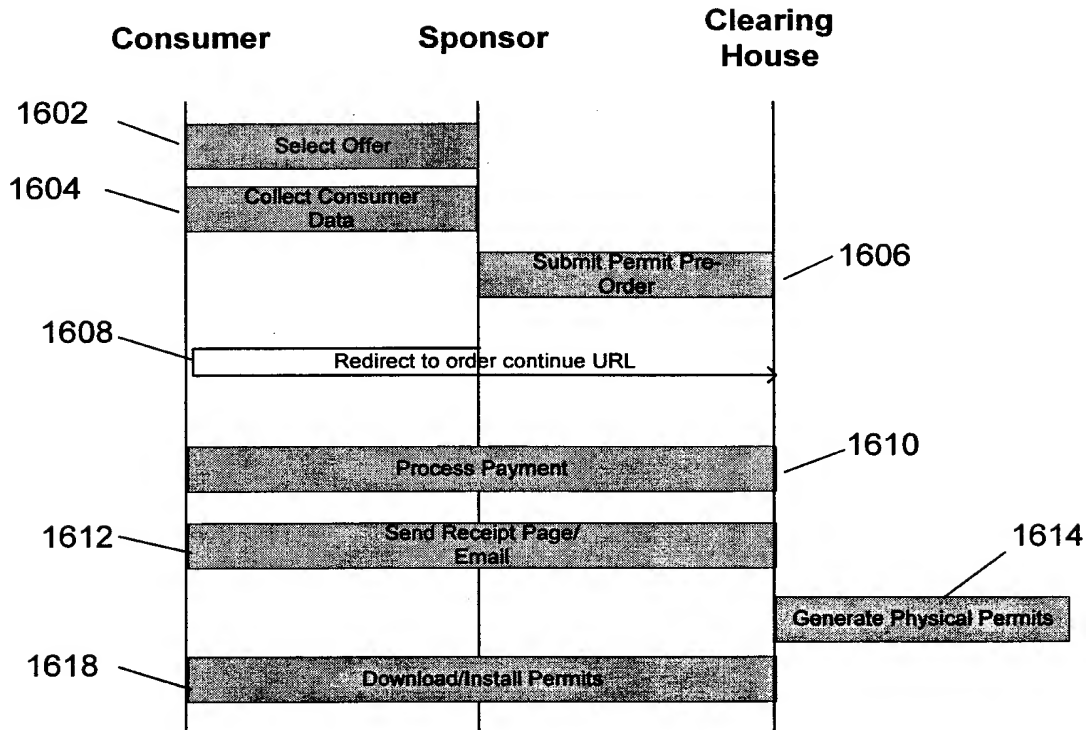 Consumer
Sponsor
Clearing
House
1602
Select Offer
1604
Collect Consumer
Data
Submit Permit Pre-
Order
1606
1608
Redirect to order continue URL
Process Payment
1610
1612
Send Receipt Page/
Email
1614
Generate Physical Permits
1618
Download/Install Permits